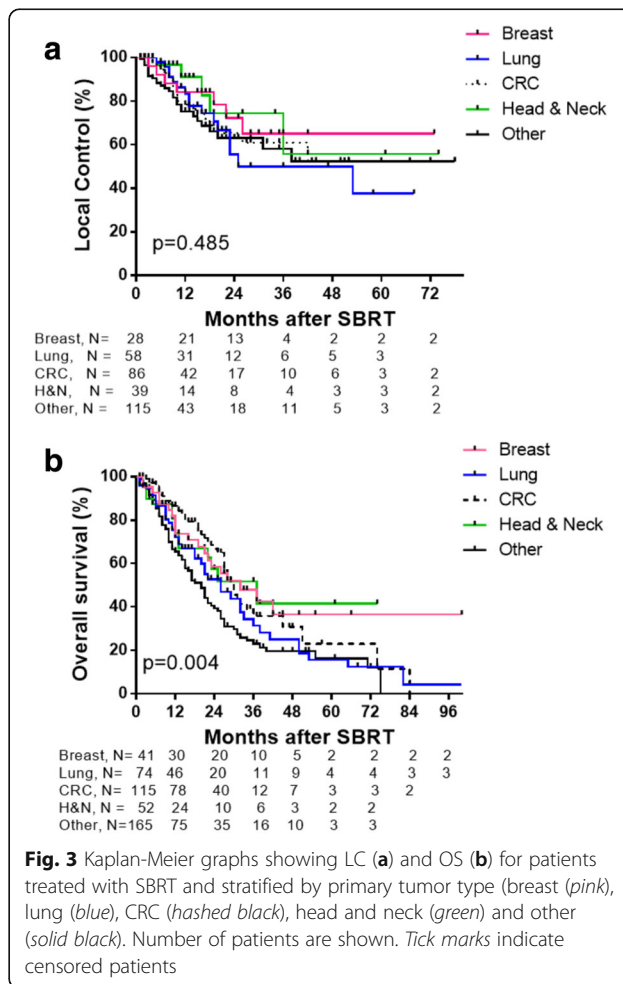 a
Breast
Lung
CRC
Head & Neck
Other
Local Control (%)
100
80
60
40
20
0
p=0.485
0 12 24 36 48 60 72
Months after SBRT
Breast, N= 28 21 13 4 2 2 2
Lung, N = 58 31 12 6 5 3
CRC, N = 86 42 17 10 6 3 2
H&N, N = 39 14 8 4 3 3 2
Other, N = 115 43 18 11 5 3 2
b
Breast
Lung
CRC
Head & Neck
Other
Overall survival (%)
100
80
60
40
20
0
p=0.004
0 12 24 36 48 60 72 84 96
Months after SBRT
Breast, N= 41 30 20 10 5 2 2 2 2
Lung, N= 74 46 20 11 9 4 4 3 3
CRC, N= 115 78 40 12 7 3 3 2
H&N, N = 52 24 10 6 3 2 2
Other, N=165 75 35 16 10 3 3
Fig. 3 Kaplan-Meier graphs showing LC (a) and OS (b) for patients
treated with SBRT and stratified by primary tumor type (breast (pink),
lung (blue), CRC (hashed black), head and neck (green) and other
(solid black). Number of patients are shown. Tick marks indicate
censored patients